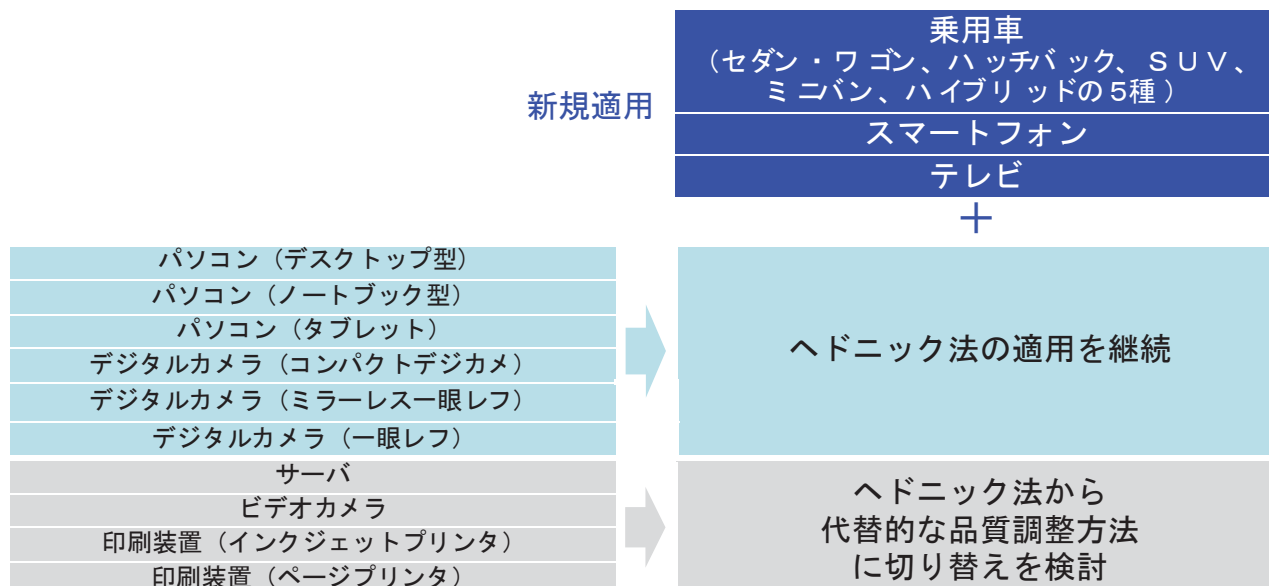 乗用車
（セダン・ワゴン、ハッチバック、ＳＵＶ、
ミニバン、ハイブリッドの5種）
新規適用
スマートフォン
テレビ
＋
パソコン（デスクトップ型）
パソコン（ノートブック型）
パソコン（タブレット）
デジタルカメラ（コンパクトデジカメ）
デジタルカメラ（ミラーレス一眼レフ）
デジタルカメラ（一眼レフ）
ヘドニック法の適用を継続
サーバ
ビデオカメラ
印刷装置（インクジェットプリンタ）
印刷装置（ページプリンタ）
ヘドニック法から
代替的な品質調整方法
に切り替えを検討